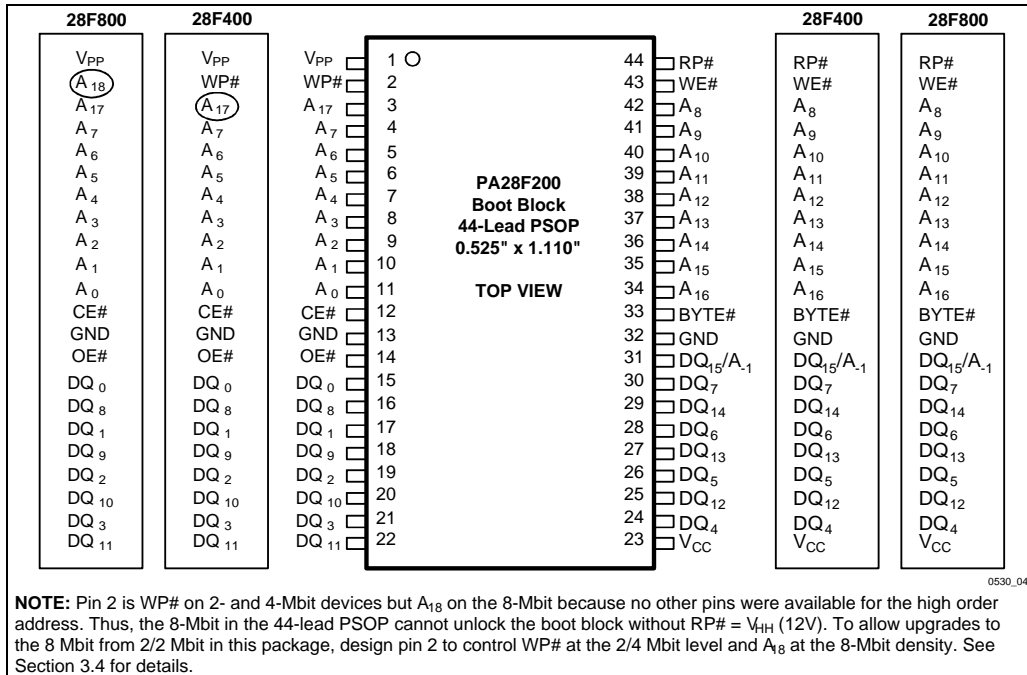 28F800 28F400 28F400 28F800
VPP VPP VPP 1 44 RP# RP# RP#
A18 WP# WP# 2 43 WE# WE# WE#
A17 A17 A17 3 42 A8 A8 A8
A7 A7 A7 4 41 A9 A9 A9
A6 A6 A6 5 40 A10 A10 A10
A5 A5 A5 6 39 A11 A11 A11
A4 A4 A4 7 38 A12 A12 A12
A3 A3 A3 8 37 A13 A13 A13
A2 A2 A2 9 36 A14 A14 A14
A1 A1 A1 10 35 A15 A15 A15
A0 A0 A0 11 34 A16 A16 A16
CE# CE# CE# 12 33 BYTE# BYTE# BYTE#
GND GND GND 13 32 GND GND GND
OE# OE# OE# 14 31 DQ15/A-1 DQ15/A-1 DQ15/A-1
DQ0 DQ0 DQ0 15 30 DQ7 DQ7 DQ7
DQ8 DQ8 DQ8 16 29 DQ14 DQ14 DQ14
DQ1 DQ1 DQ1 17 28 DQ6 DQ6 DQ6
DQ9 DQ9 DQ9 18 27 DQ13 DQ13 DQ13
DQ2 DQ2 DQ2 19 26 DQ5 DQ5 DQ5
DQ10 DQ10 DQ10 20 25 DQ12 DQ12 DQ12
DQ3 DQ3 DQ3 21 24 DQ4 DQ4 DQ4
DQ11 DQ11 DQ11 22 23 VCC VCC VCC
PA28F200
Boot Block
44-Lead PSOP
0.525" x 1.110"
TOP VIEW
0530_04
NOTE: Pin 2 is WP# on 2- and 4-Mbit devices but A18 on the 8-Mbit because no other pins were available for the high order
address. Thus, the 8-Mbit in the 44-lead PSOP cannot unlock the boot block without RP# = VHH (12V). To allow upgrades to
the 8 Mbit from 2/2 Mbit in this package, design pin 2 to control WP# at the 2/4 Mbit level and A18 at the 8-Mbit density. See
Section 3.4 for details.